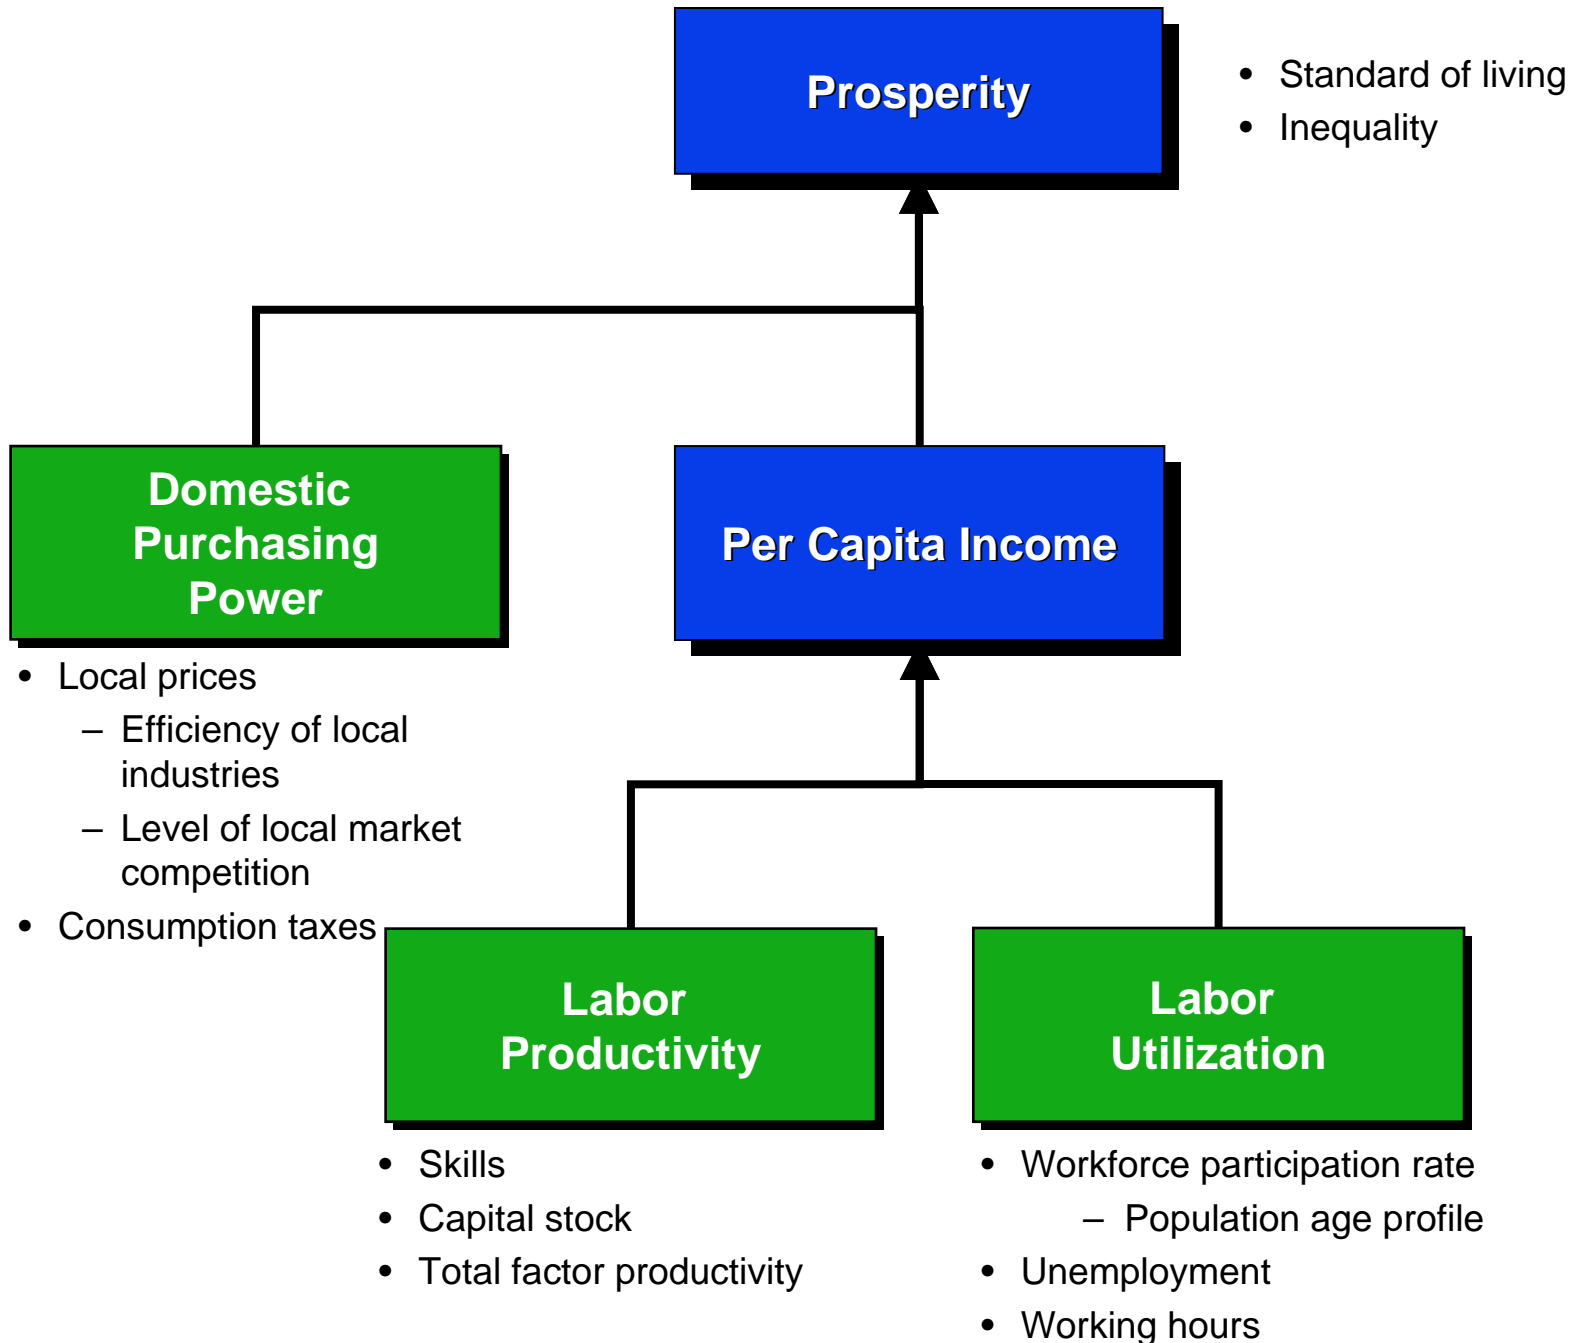 Prosperity
• Standard of living
• Inequality
Domestic
Purchasing
Power
• Local prices
– Efficiency of local
industries
– Level of local market
competition
• Consumption taxes
Per Capita Income
Labor
Productivity
• Skills
• Capital stock
• Total factor productivity
Labor
Utilization
• Workforce participation rate
– Population age profile
• Unemployment
• Working hours